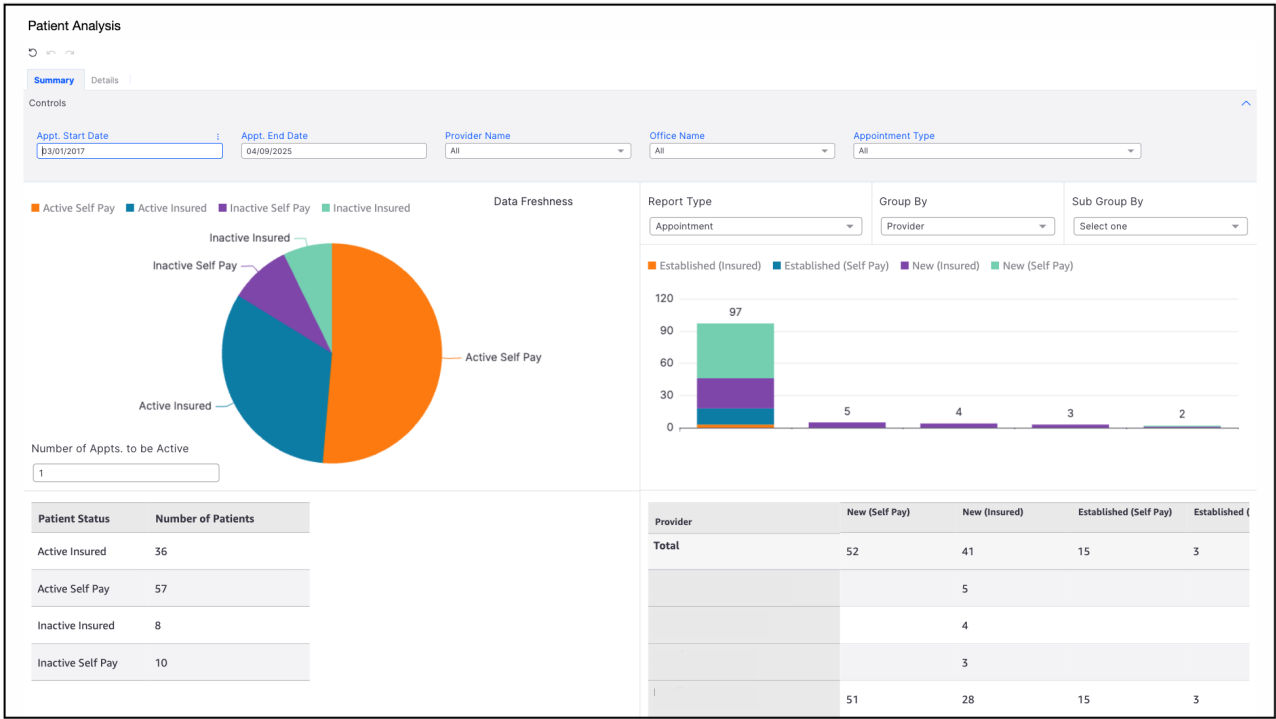 Patient Analysis
Summary Details
Controls
Appt. Start Date Appt. End Date Provider Name Office Name Appointment Type
03/01/2017 04/09/2025 All All All
Active Self Pay Active Insured Inactive Self Pay Inactive Insured
Data Freshness
Inactive Insured
Inactive Self Pay
Active Self Pay
Active Insured
Number of Appts. to be Active
1
Report Type Group By Sub Group By
Appointment Provider Select one
Established (Insured) Established (Self Pay) New (Insured) New (Self Pay)
120
97
90
60
30
5 4 3 2
0
Patient Status Number of Patients
Active Insured 36
Active Self Pay 57
Inactive Insured 8
Inactive Self Pay 10
Provider New (Self Pay) New (Insured) Established (Self Pay) Established (
Total 52 41 15 3
5
4
3
51 28 15 3